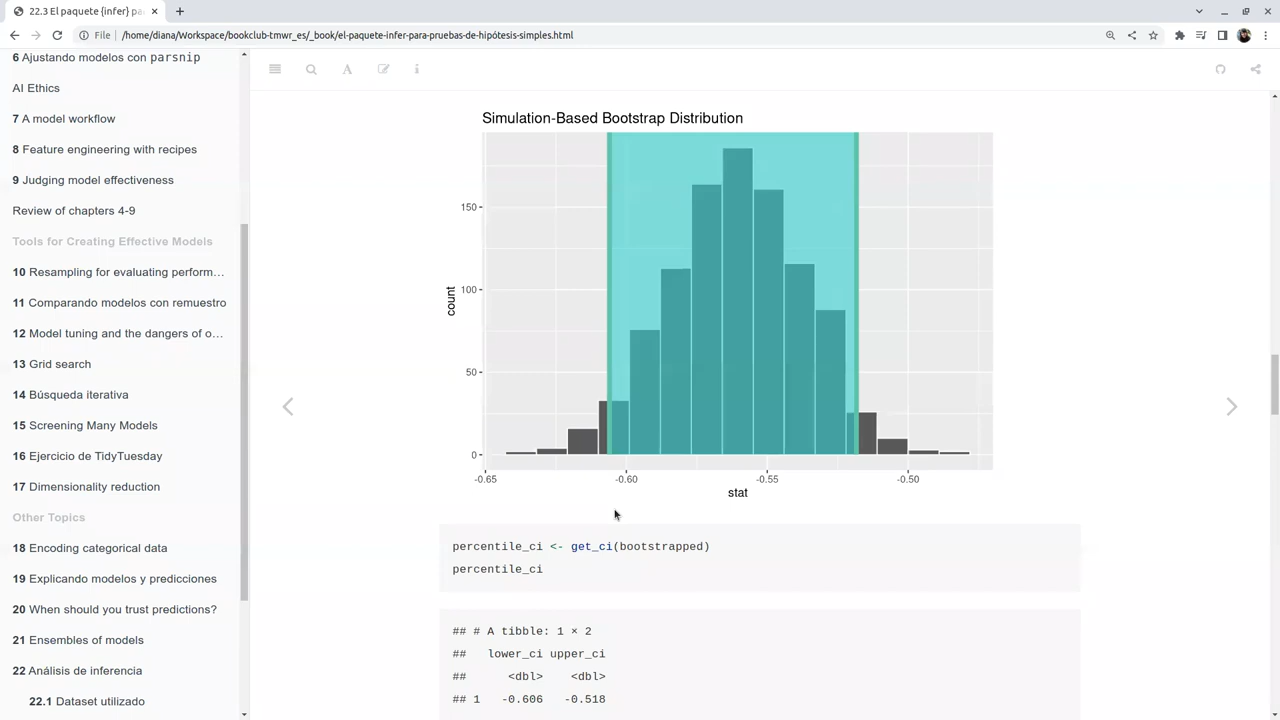 22.3 El paquete {infer} p
File
/home/diana/Workspace/bookclub-tmwr_es/_book/el-paquete-infer-para-pruebas-de-hipótesis-simples.html
6 Ajustando modelos con parsnip
AI Ethics
7 A model workflow
8 Feature engineering with recipes
9 Judging model effectiveness
Review of chapters 4-9
Tools for Creating Effective Models
10 Resampling for evaluating perform…
11 Comparando modelos con remuestro
12 Model tuning and the dangers of o…
13 Grid search
14 Búsqueda iterativa
15 Screening Many Models
16 Ejercicio de TidyTuesday
17 Dimensionality reduction
Other Topics
18 Encoding categorical data
19 Explicando modelos y predicciones
20 When should you trust predictions?
21 Ensembles of models
22 Análisis de inferencia
22.1 Dataset utilizado
Simulation-Based Bootstrap Distribution
count
150
100
50
0
-0.65 -0.60 -0.55 -0.50
stat
percentile_ci <- get_ci(bootstrapped)
percentile_ci
## # A tibble: 1 × 2
##   lower_ci upper_ci
##      <dbl>    <dbl>
## 1   -0.606   -0.518